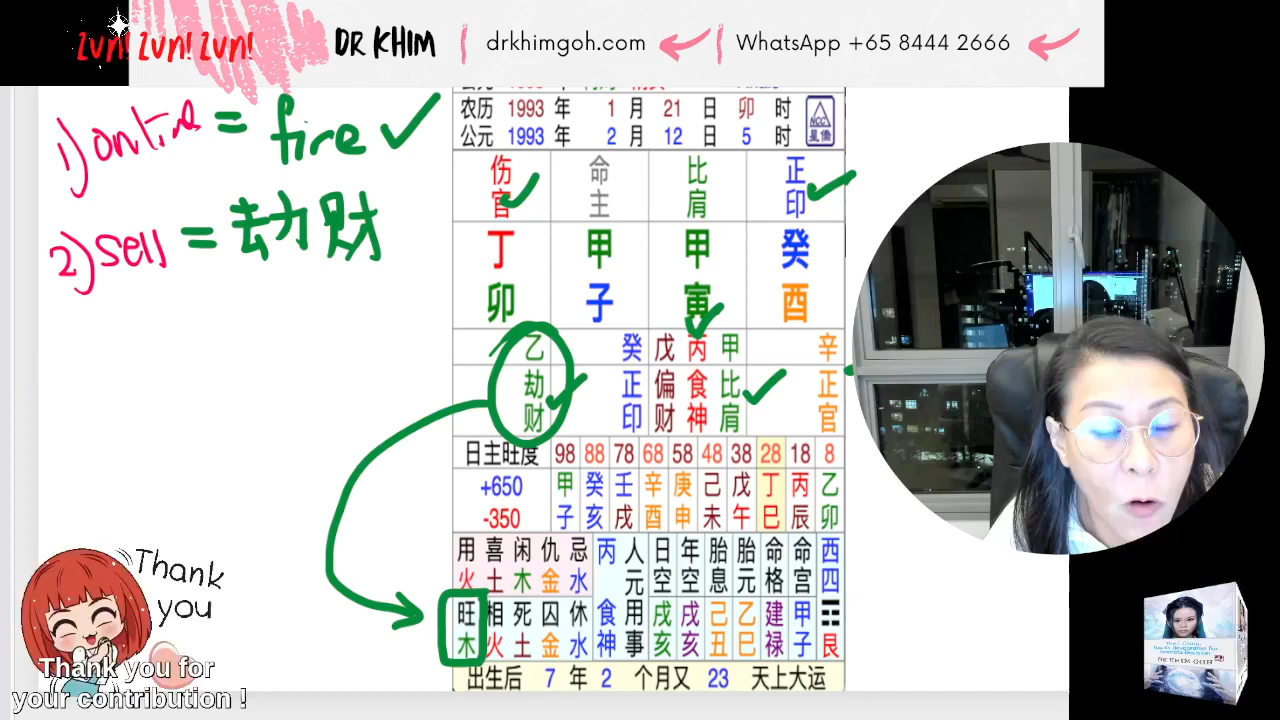 ZUN! ZUN! ZUN!
DR KHIM
drkhimgoh.com
WhatsApp +65 8444 2666
1) online = fire ✓
2) sell = 劫财
农历 1993 年 1 月 21 日 卯 时
公元 1993 年 2 月 12 日 5 时
NCC
星侨
伤官 命主 比肩 正印
丁 甲 甲 癸
卯 子 寅 酉
乙 癸 戊 丙 甲 辛
劫财 正印 偏财 食神 比肩 正官
日主旺度 98 88 78 68 58 48 38 28 18 8
+650 甲 癸 壬 辛 庚 己 戊 丁 丙 乙
-350 子 亥 戌 酉 申 未 午 巳 辰 卯
用 喜 闲 仇 忌 丙 人 日 年 胎 胎 命 命 西
火 土 木 金 水 元 空 空 息 元 格 宫 四
旺 相 死 囚 休 食 用 戌 戌 己 乙 建 甲 ☶
木 火 土 金 水 神 事 亥 亥 丑 巳 禄 子 艮
出生后 7 年 2 个月又 23 天上大运
Thank
you
Thank you for
your contribution !
DR KHIM GOH